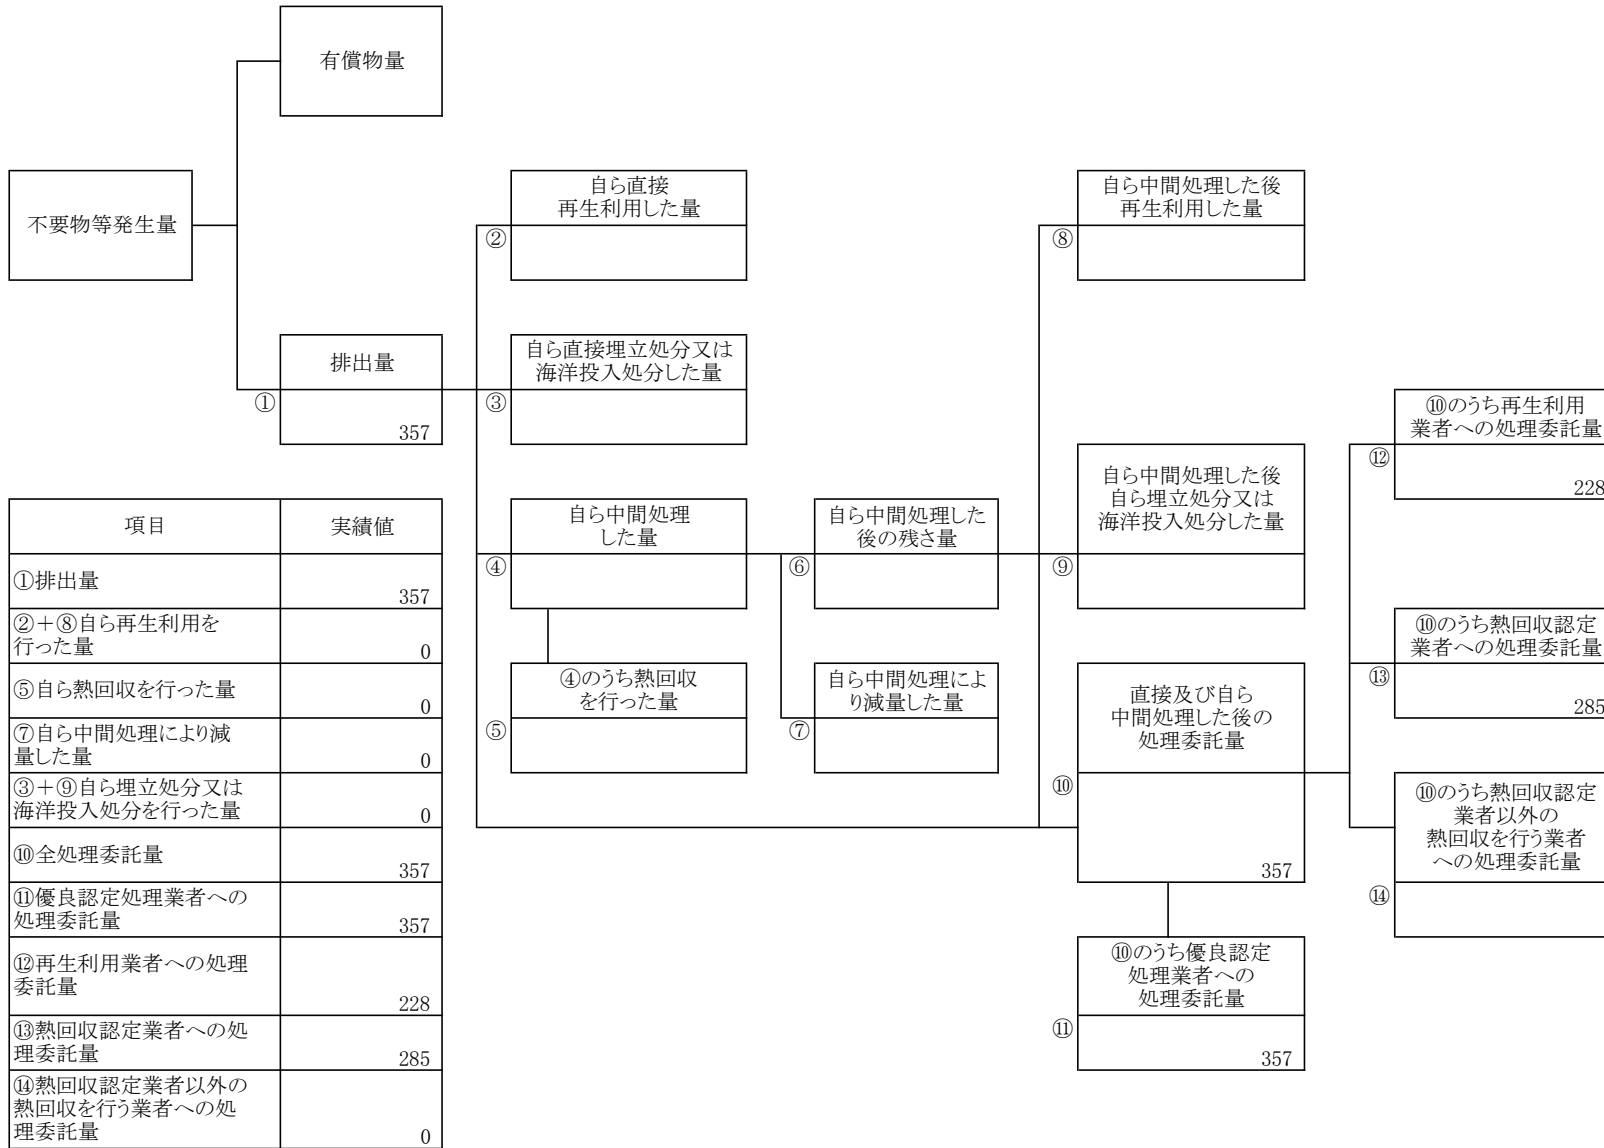 有償物量
不要物等発生量
自ら直接
再生利用した量
②
自ら中間処理した後
再生利用した量
⑧
排出量
①
357
自ら直接埋立処分又は
海洋投入処分した量
③
⑩のうち再生利用
業者への処理委託量
⑫
228
項目
実績値
①排出量
357
②＋⑧自ら再生利用を
行った量
0
⑤自ら熱回収を行った量
0
⑦自ら中間処理により減
量した量
0
③＋⑨自ら埋立処分又は
海洋投入処分を行った量
0
⑩全処理委託量
357
⑪優良認定処理業者への
処理委託量
357
⑫再生利用業者への処理
委託量
228
⑬熱回収認定業者への処
理委託量
285
⑭熱回収認定業者以外の
熱回収を行う業者への処
理委託量
0
自ら中間処理
した量
④
自ら中間処理した
後の残さ量
⑥
自ら中間処理した後
自ら埋立処分又は
海洋投入処分した量
⑨
④のうち熱回収
を行った量
⑤
自ら中間処理によ
り減量した量
⑦
直接及び自ら
中間処理した後の
処理委託量
⑩
357
⑩のうち熱回収認定
業者への処理委託量
⑬
285
⑩のうち熱回収認定
業者以外の
熱回収を行う業者
への処理委託量
⑭
⑩のうち優良認定
処理業者への
処理委託量
⑪
357